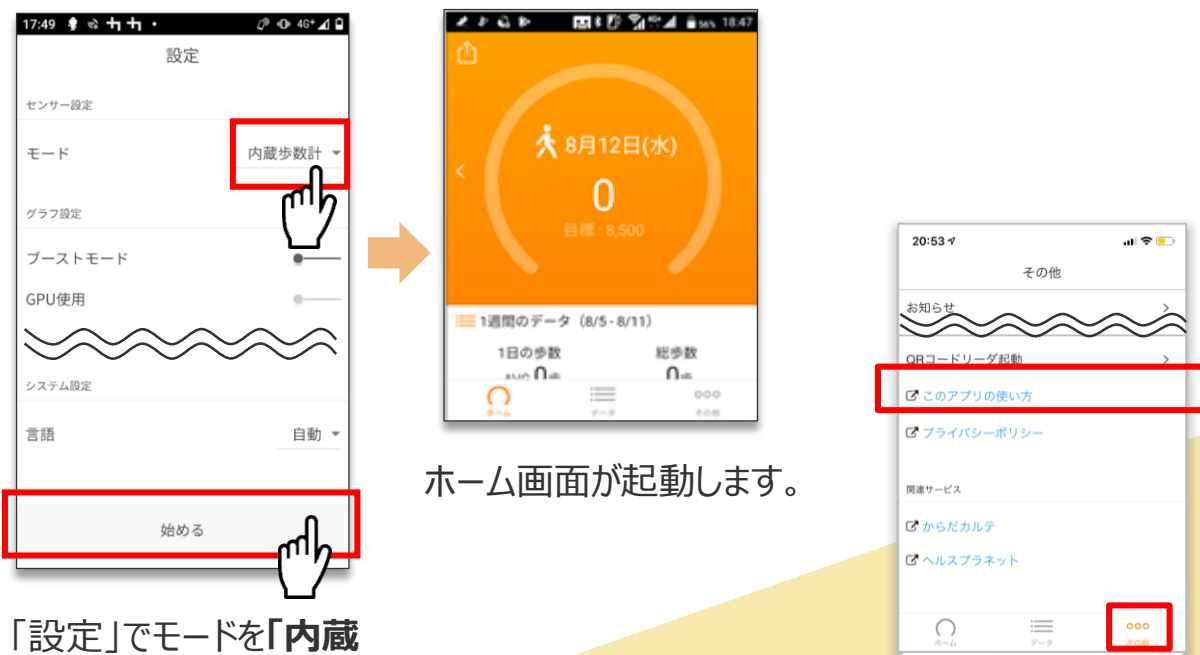 17:49 4G+
設定
センサー設定
モード 内蔵歩数計
グラフ設定
ブーストモード
GPU使用
システム設定
言語 自動
始める
「設定」でモードを「内蔵
56% 18:47
8月12日(水)
0
目標:8,500
1週間のデータ (8/5-8/11)
1日の歩数 総歩数
AVG 0歩 0歩
ホーム データ その他
ホーム画面が起動します。
20:53
その他
お知らせ
QRコードリーダ起動
このアプリの使い方
プライバシーポリシー
関連サービス
からだカルテ
ヘルスプラネット
ホーム データ その他